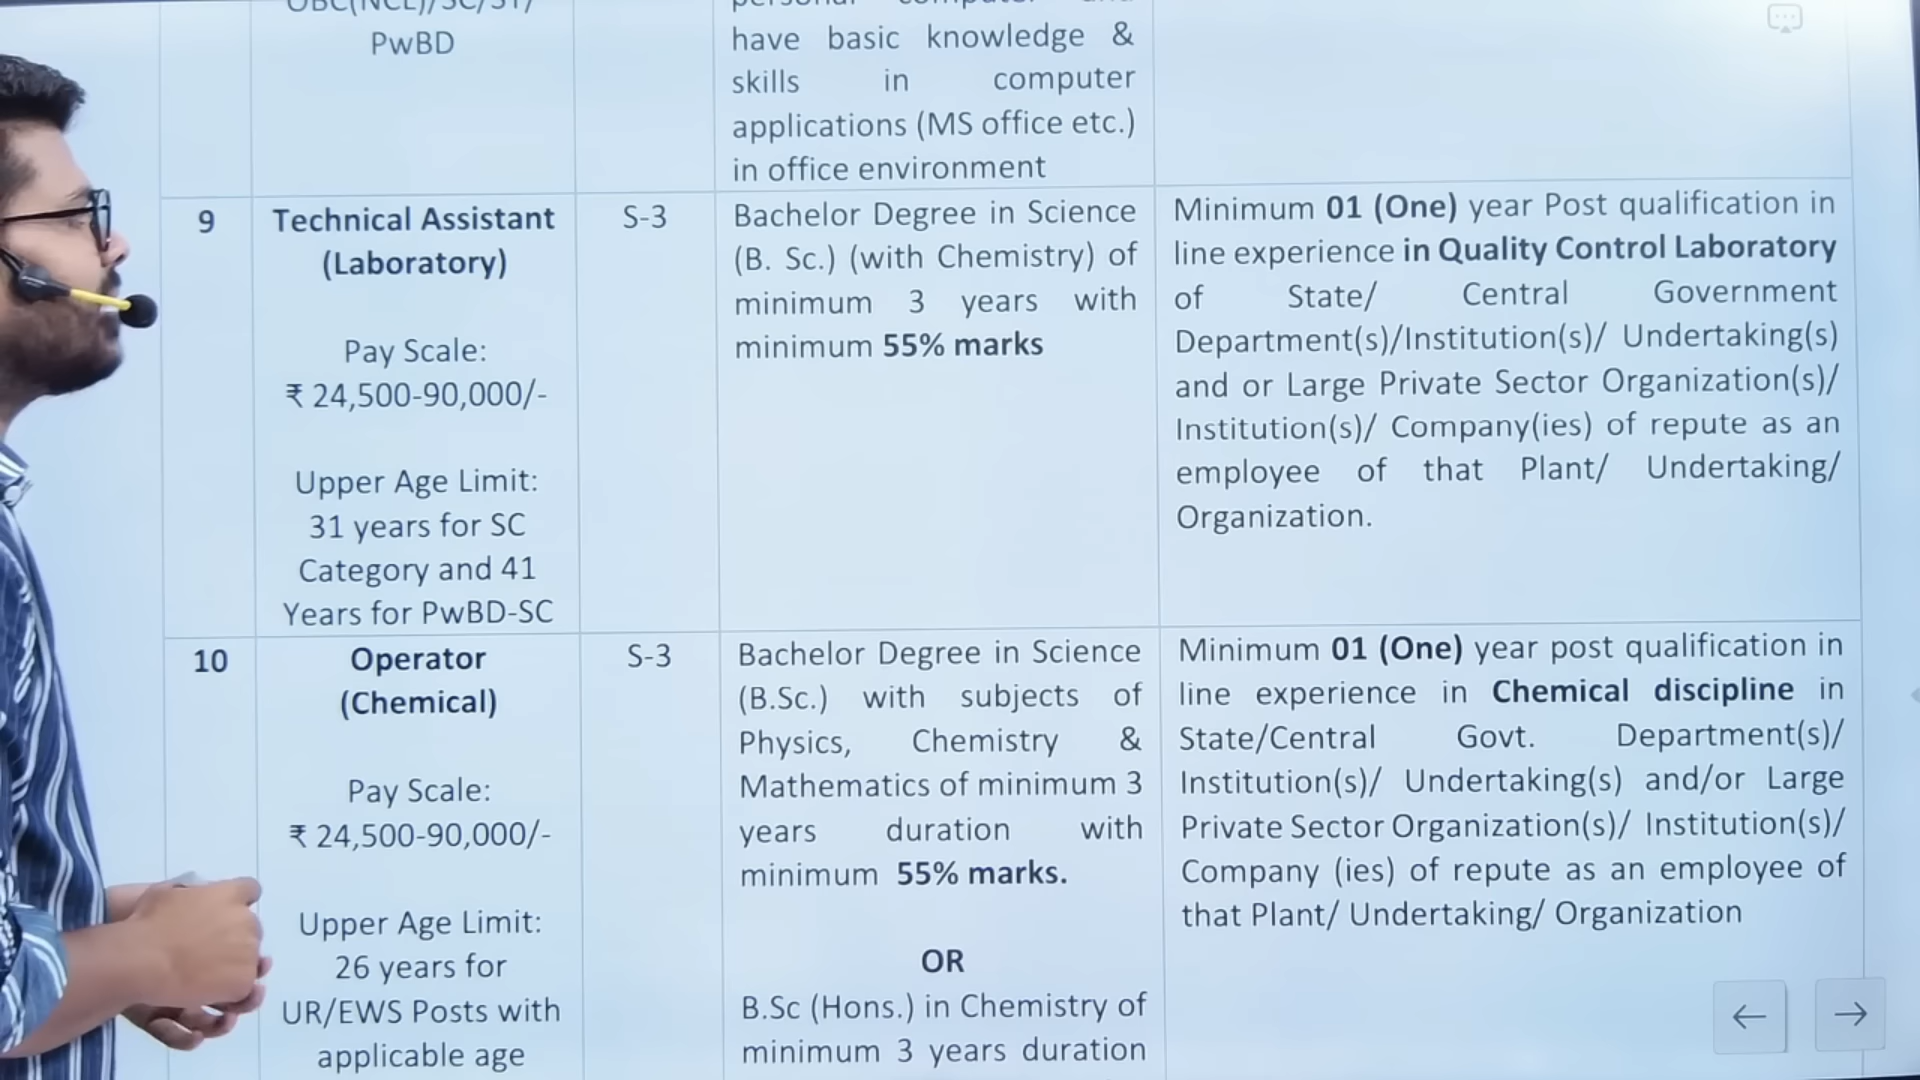 OBC(NCL)/SC/ST/
PwBD
personal computer and
have basic knowledge &
skills in computer
applications (MS office etc.)
in office environment
9
Technical Assistant
(Laboratory)
Pay Scale:
₹ 24,500-90,000/-
Upper Age Limit:
31 years for SC
Category and 41
Years for PwBD-SC
S-3
Bachelor Degree in Science
(B. Sc.) (with Chemistry) of
minimum 3 years with
minimum 55% marks
Minimum 01 (One) year Post qualification in
line experience in Quality Control Laboratory
of State/ Central Government
Department(s)/Institution(s)/ Undertaking(s)
and or Large Private Sector Organization(s)/
Institution(s)/ Company(ies) of repute as an
employee of that Plant/ Undertaking/
Organization.
10
Operator
(Chemical)
Pay Scale:
₹ 24,500-90,000/-
Upper Age Limit:
26 years for
UR/EWS Posts with
applicable age
S-3
Bachelor Degree in Science
(B.Sc.) with subjects of
Physics, Chemistry &
Mathematics of minimum 3
years duration with
minimum 55% marks.
OR
B.Sc (Hons.) in Chemistry of
minimum 3 years duration
Minimum 01 (One) year post qualification in
line experience in Chemical discipline in
State/Central Govt. Department(s)/
Institution(s)/ Undertaking(s) and/or Large
Private Sector Organization(s)/ Institution(s)/
Company (ies) of repute as an employee of
that Plant/ Undertaking/ Organization